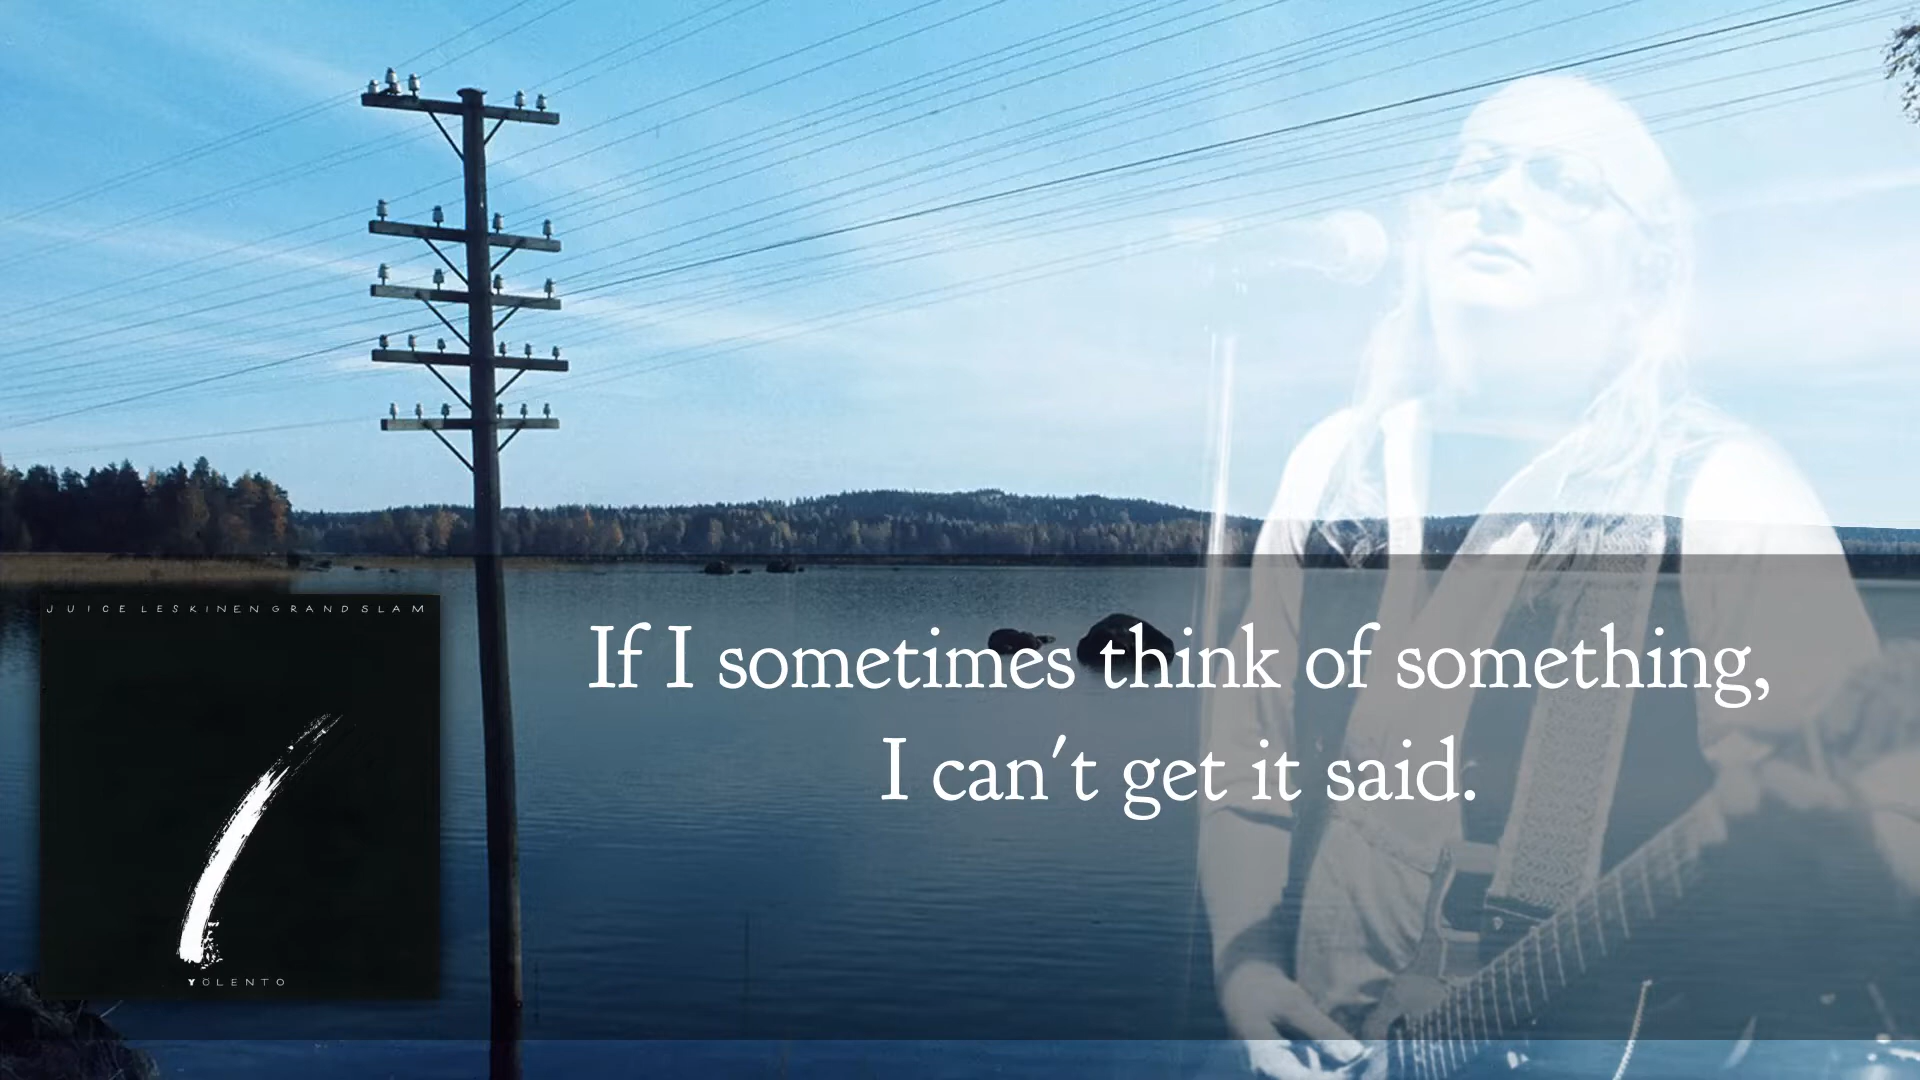 JUICE LESKINEN GRAND SLAM
If I sometimes think of something,
I can't get it said.
YÖLENTO